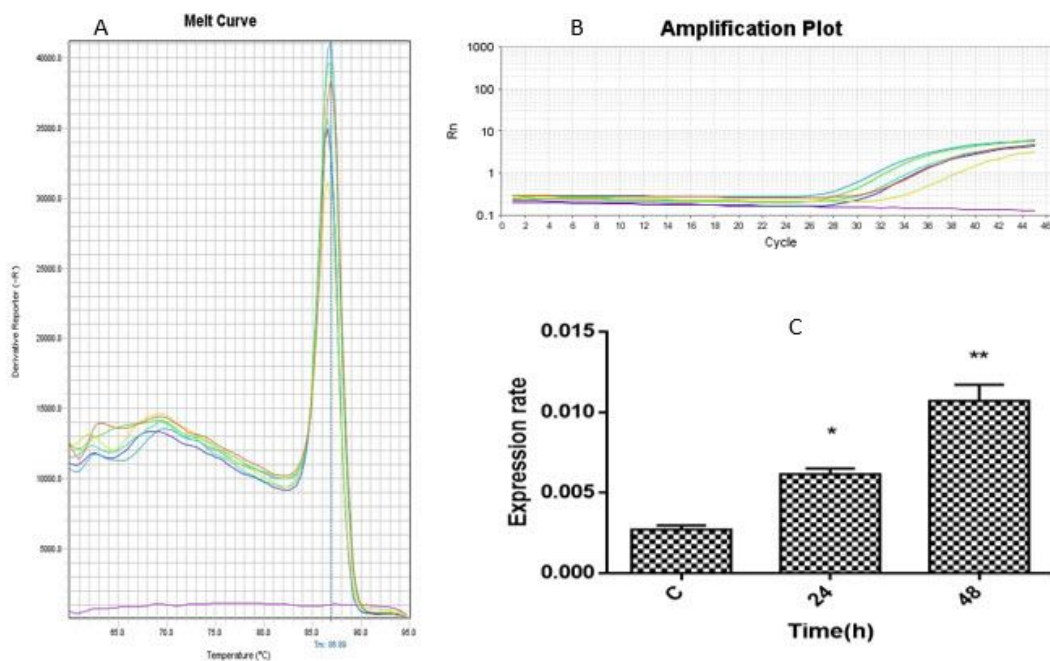 A
Melt Curve
Derivative Reporter (-R')
40000.0
35000.0
30000.0
25000.0
20000.0
15000.0
10000.0
5000.0
65.0 70.0 75.0 80.0 85.0 90.0 95.0
Temperature (°C)
B
Amplification Plot
Rn
1000
100
10
1
0.1
0 2 4 6 8 10 12 14 16 18 20 22 24 26 28 30 32 34 36 38 40 42 44 46
Cycle
C
Expression rate
0.015
0.010
0.005
0.000
*
**
C 24 48
Time(h)